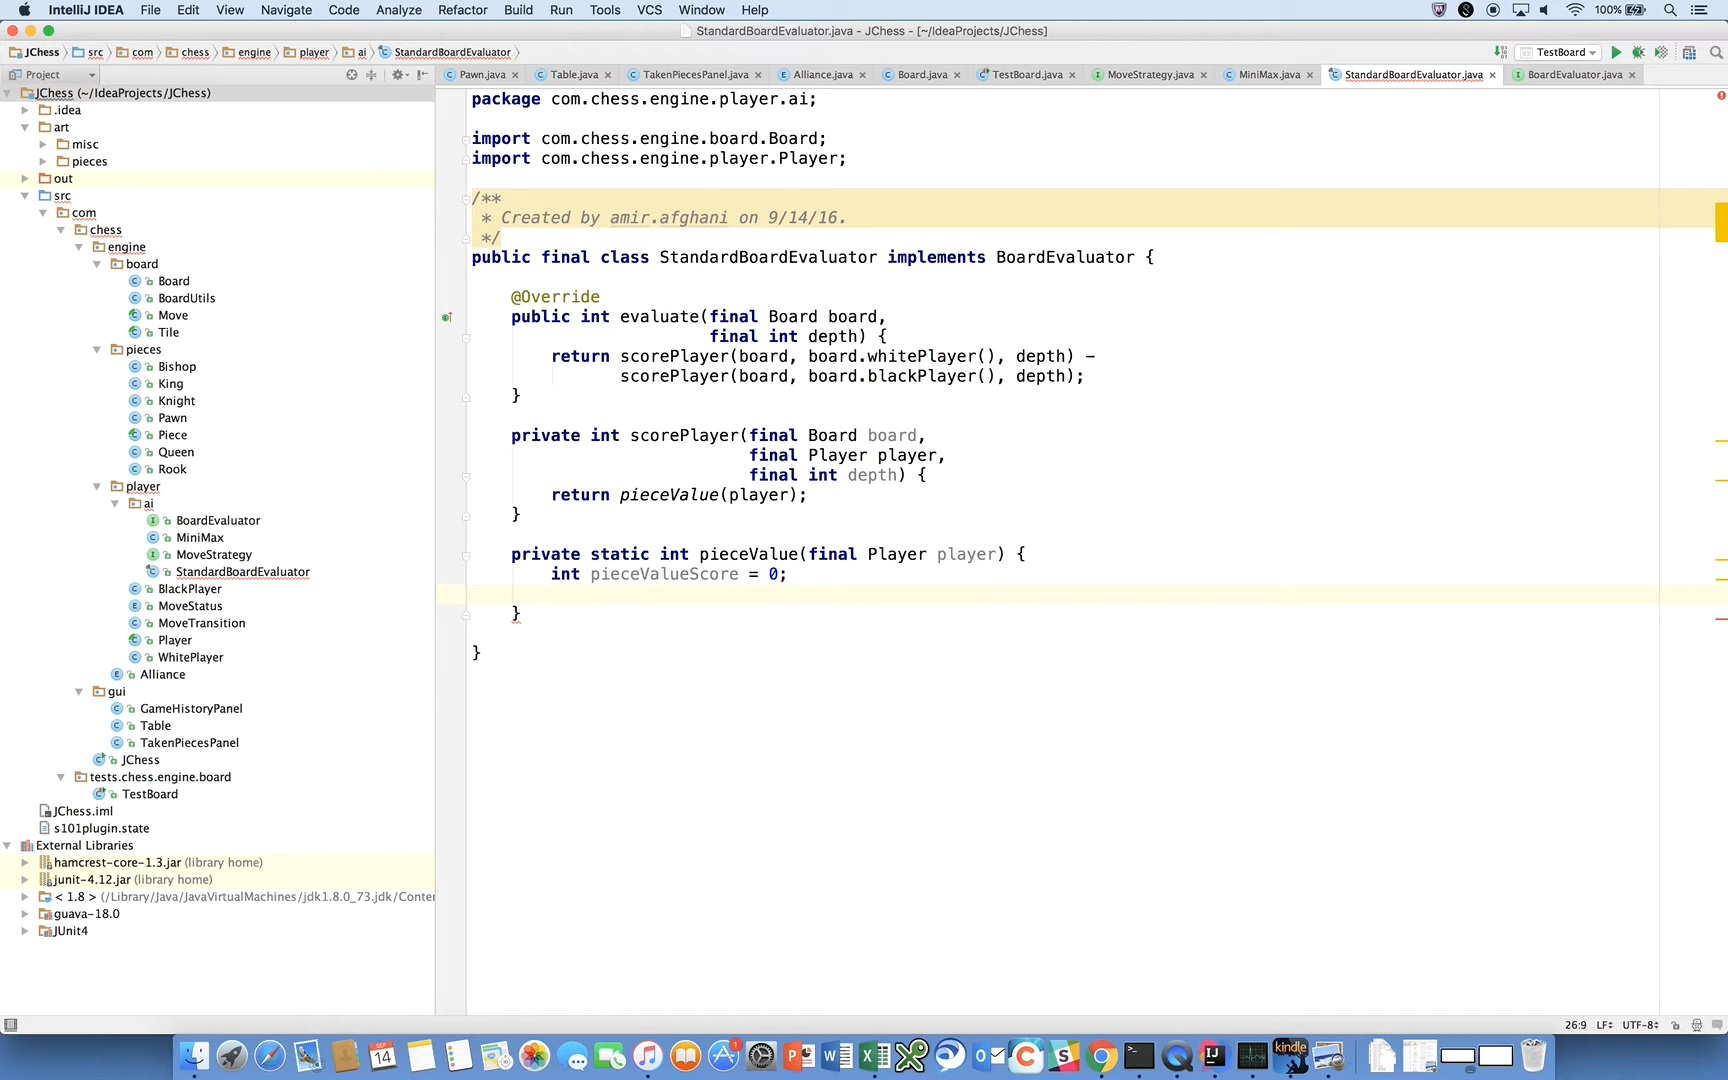 IntelliJ IDEA File Edit View Navigate Code Analyze Refactor Build Run Tools VCS Window Help 100%
StandardBoardEvaluator.java - JChess - [~/IdeaProjects/JChess]
JChess src com chess engine player ai StandardBoardEvaluator TestBoard
Project Pawn.java Table.java TakenPiecesPanel.java Alliance.java Board.java TestBoard.java MoveStrategy.java MiniMax.java StandardBoardEvaluator.java BoardEvaluator.java
JChess (~/IdeaProjects/JChess)
.idea
art
misc
pieces
out
src
com
chess
engine
board
Board
BoardUtils
Move
Tile
pieces
Bishop
King
Knight
Pawn
Piece
Queen
Rook
player
ai
BoardEvaluator
MiniMax
MoveStrategy
StandardBoardEvaluator
BlackPlayer
MoveStatus
MoveTransition
Player
WhitePlayer
Alliance
gui
GameHistoryPanel
Table
TakenPiecesPanel
JChess
tests.chess.engine.board
TestBoard
JChess.iml
s101plugin.state
External Libraries
hamcrest-core-1.3.jar (library home)
junit-4.12.jar (library home)
< 1.8 > (/Library/Java/JavaVirtualMachines/jdk1.8.0_73.jdk/Conter
guava-18.0
JUnit4
package com.chess.engine.player.ai;
import com.chess.engine.board.Board;
import com.chess.engine.player.Player;
/**
* Created by amir.afghani on 9/14/16.
*/
public final class StandardBoardEvaluator implements BoardEvaluator {
@Override
public int evaluate(final Board board,
final int depth) {
return scorePlayer(board, board.whitePlayer(), depth) -
scorePlayer(board, board.blackPlayer(), depth);
}
private int scorePlayer(final Board board,
final Player player,
final int depth) {
return pieceValue(player);
}
private static int pieceValue(final Player player) {
int pieceValueScore = 0;
}
}
26:9 LF UTF-8
SEP
14
1
kindle